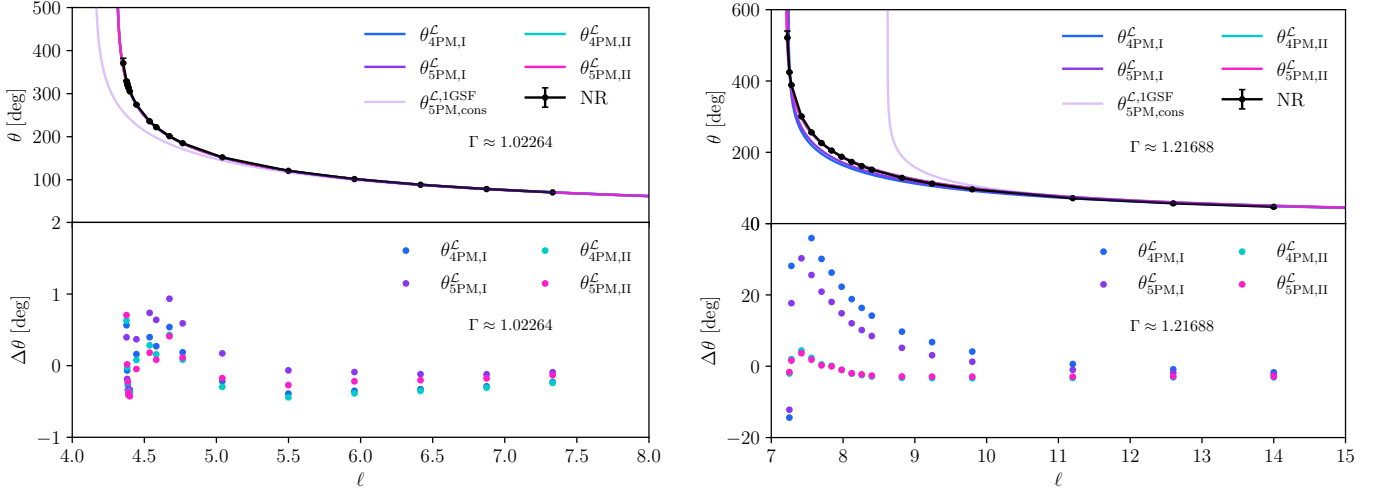 500
400
300
200
100
2
θ [deg]
θ^ℒ_4PM,I
θ^ℒ_4PM,II
θ^ℒ_5PM,I
θ^ℒ_5PM,II
θ^ℒ,1GSF_5PM,cons
NR
Γ ≈ 1.02264
2
1
0
−1
Δθ [deg]
θ^ℒ_4PM,I
θ^ℒ_4PM,II
θ^ℒ_5PM,I
θ^ℒ_5PM,II
Γ ≈ 1.02264
4.0 4.5 5.0 5.5 6.0 6.5 7.0 7.5 8.0
ℓ
600
400
200
0
θ [deg]
θ^ℒ_4PM,I
θ^ℒ_4PM,II
θ^ℒ_5PM,I
θ^ℒ_5PM,II
θ^ℒ,1GSF_5PM,cons
NR
Γ ≈ 1.21688
40
20
0
−20
Δθ [deg]
θ^ℒ_4PM,I
θ^ℒ_4PM,II
θ^ℒ_5PM,I
θ^ℒ_5PM,II
Γ ≈ 1.21688
7 8 9 10 11 12 13 14 15
ℓ